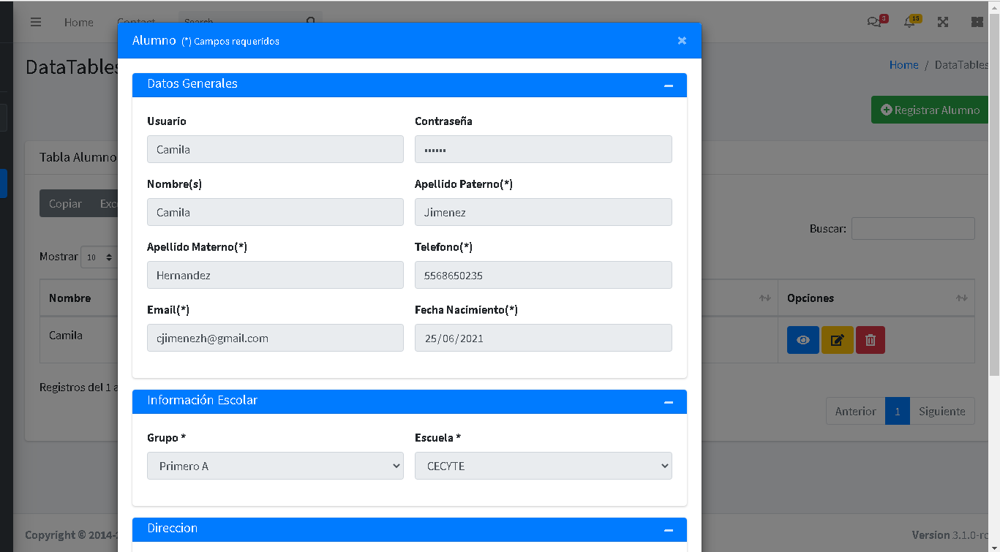 Home Contact Search 3 15
Alumno (*) Campos requeridos ×
DataTables Home / DataTables
Datos Generales
Registrar Alumno
Usuario Contraseña
Camila ••••••
Tabla Alumno
Nombre(s) Apellido Paterno(*)
Copiar Exc
Camila Jimenez
Buscar:
Apellido Materno(*) Telefono(*)
Mostrar 10
Hernandez 5568650235
Nombre Opciones
Email(*) Fecha Nacimiento(*)
Camila
cjimenezh@gmail.com 25/06/2021
Registros del 1 a
Información Escolar
Anterior 1 Siguiente
Grupo * Escuela *
Primero A CECYTE
Direccion
Copyright © 2014-2 Version 3.1.0-rc